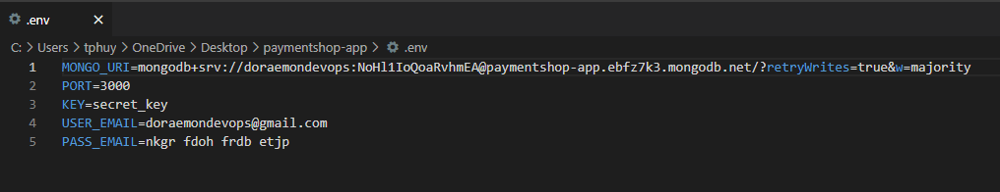 .env
C: > Users > tphuy > OneDrive > Desktop > paymentshop-app > .env
1 MONGO_URI=mongodb+srv://doraemondevops:NoHl1IoQoaRvhmEA@paymentshop-app.ebfz7k3.mongodb.net/?retryWrites=true&w=majority
2 PORT=3000
3 KEY=secret_key
4 USER_EMAIL=doraemondevops@gmail.com
5 PASS_EMAIL=nkgr fdoh frdb etjp